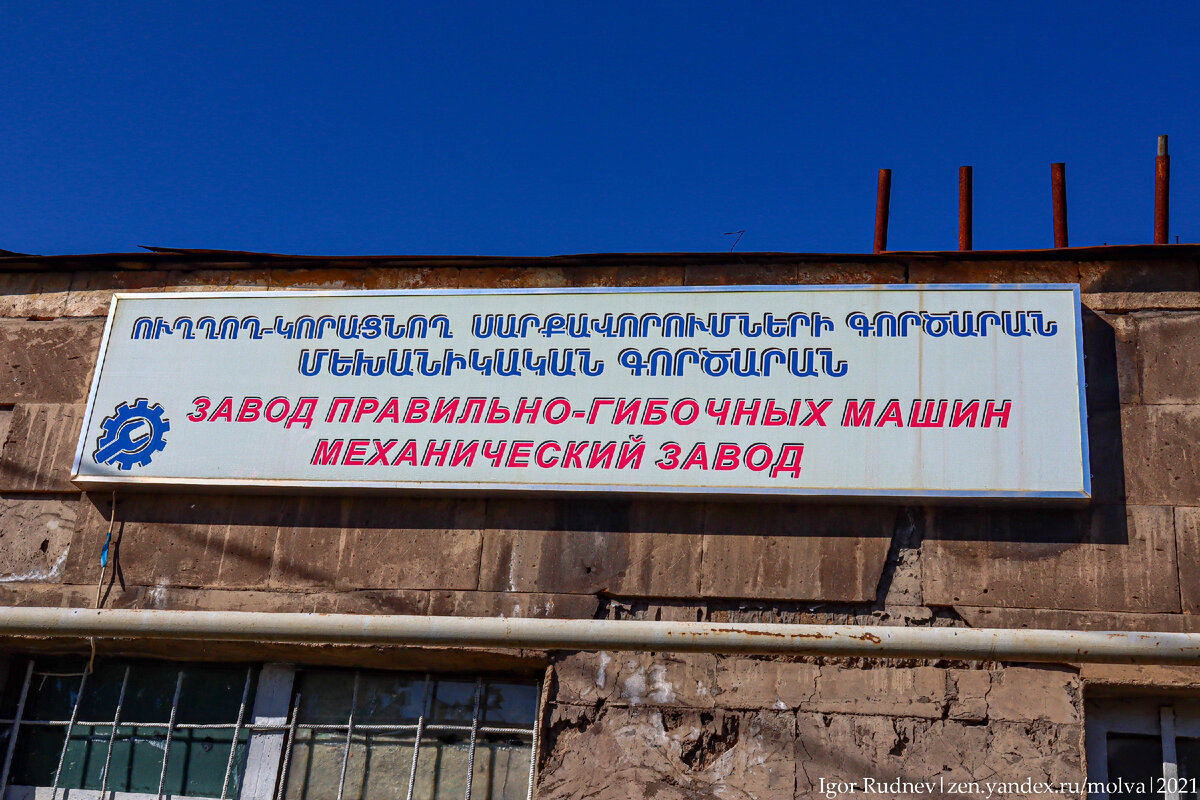 ՈՒՂՂՈՂ-ԿՈՐԱՑՆՈՂ ՍԱՐՔԱՎՈՐՈՒՄՆԵՐԻ ԳՈՐԾԱՐԱՆ
ՄԵԽԱՆԻԿԱԿԱՆ ԳՈՐԾԱՐԱՆ
ЗАВОД ПРАВИЛЬНО-ГИБОЧНЫХ МАШИН
МЕХАНИЧЕСКИЙ ЗАВОД
Igor Rudnev|zen.yandex.ru/molva|2021